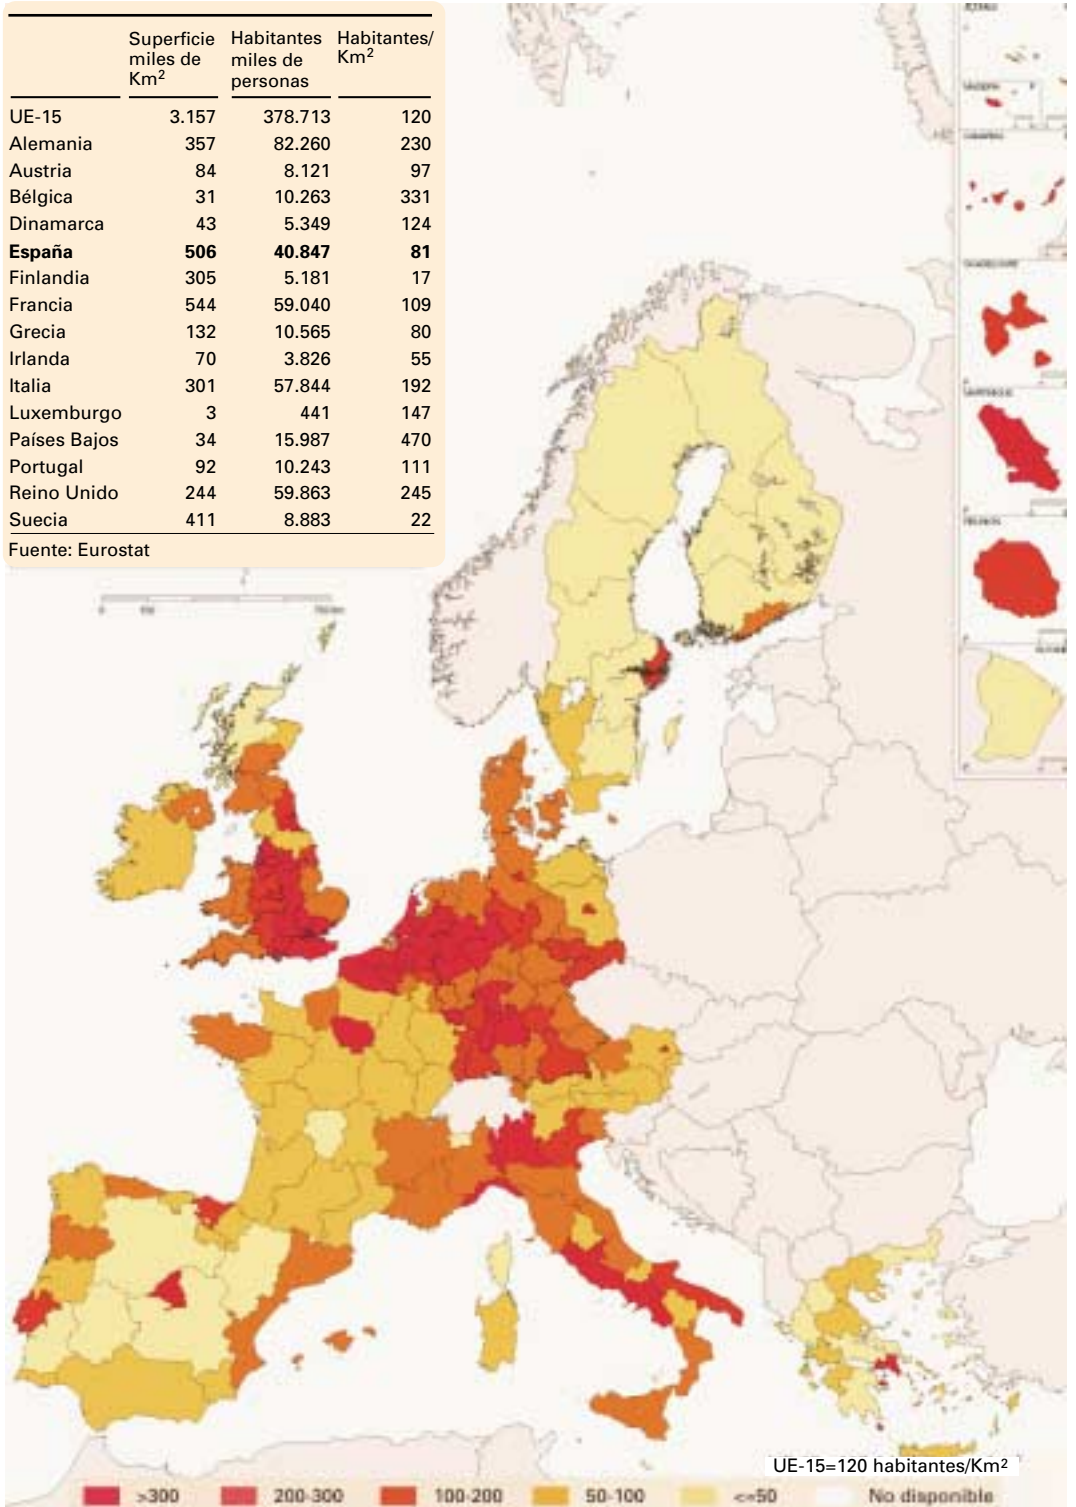 Superficie miles de Km² Habitantes miles de personas Habitantes/ Km²
UE-15 3.157 378.713 120
Alemania 357 82.260 230
Austria 84 8.121 97
Bélgica 31 10.263 331
Dinamarca 43 5.349 124
España 506 40.847 81
Finlandia 305 5.181 17
Francia 544 59.040 109
Grecia 132 10.565 80
Irlanda 70 3.826 55
Italia 301 57.844 192
Luxemburgo 3 441 147
Países Bajos 34 15.987 470
Portugal 92 10.243 111
Reino Unido 244 59.863 245
Suecia 411 8.883 22
Fuente: Eurostat
UE-15=120 habitantes/Km²
>300 200-300 100-200 50-100 <=50 No disponible